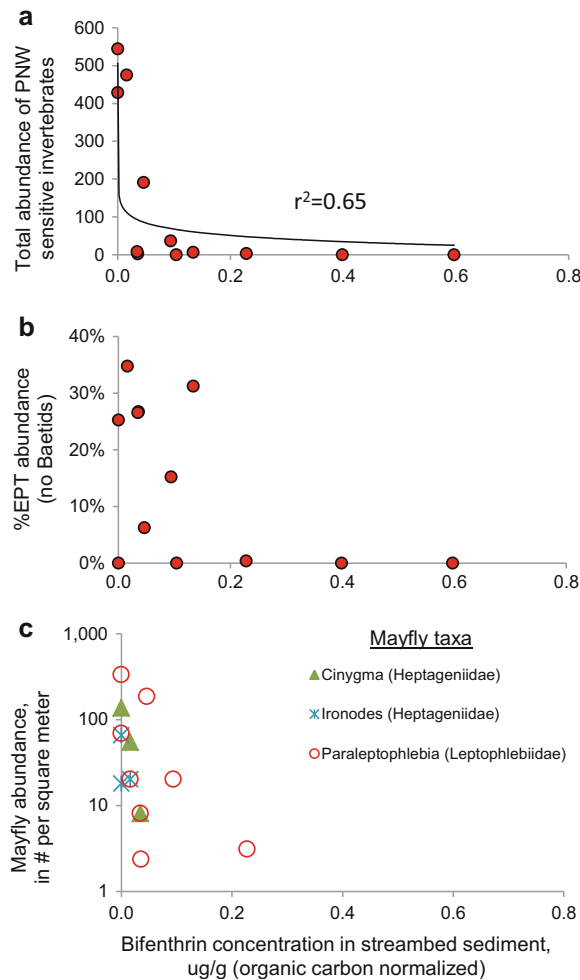 a
Total abundance of PNW
sensitive invertebrates
600
500
400
300
200
100
0
r²=0.65
0.0 0.2 0.4 0.6 0.8
b
%EPT abundance
(no Baetids)
40%
30%
20%
10%
0%
0.0 0.2 0.4 0.6 0.8
c
Mayfly abundance,
in # per square meter
1,000
100
10
1
Mayfly taxa
Cinygma (Heptageniidae)
Ironodes (Heptageniidae)
Paraleptophlebia (Leptophlebiidae)
0.0 0.2 0.4 0.6 0.8
Bifenthrin concentration in streambed sediment,
ug/g (organic carbon normalized)